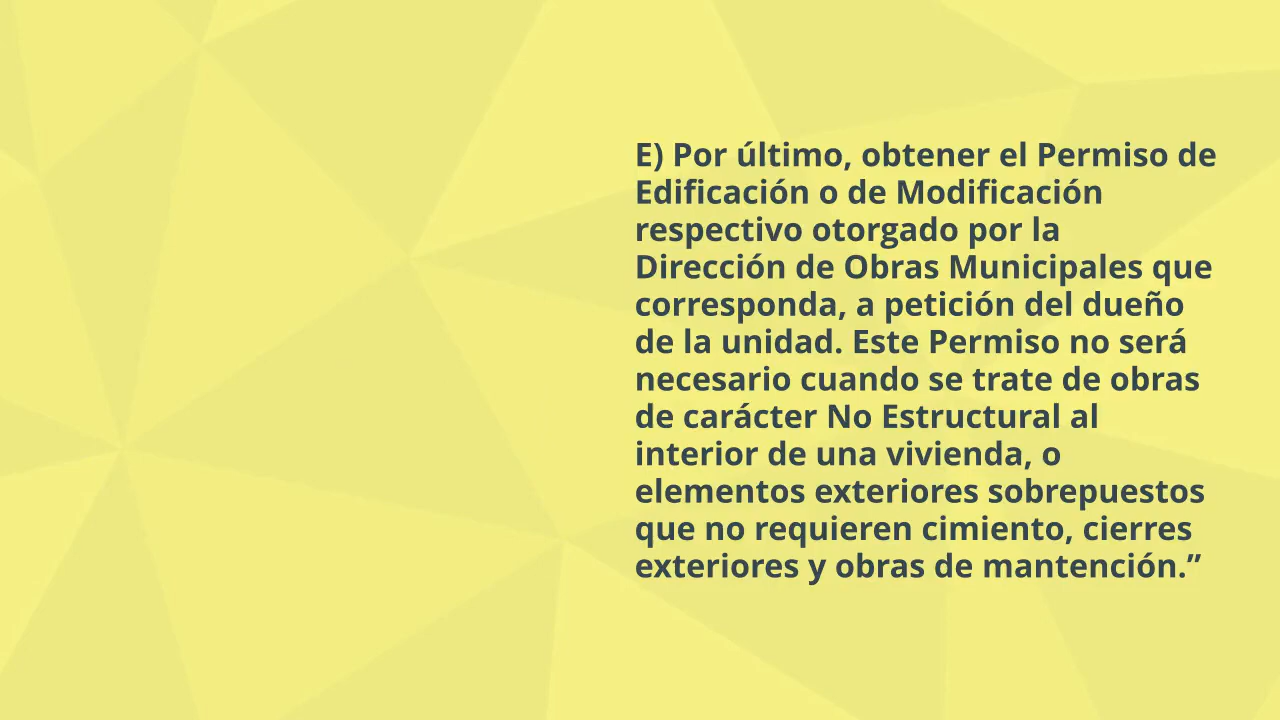 E) Por último, obtener el Permiso de
Edificación o de Modificación
respectivo otorgado por la
Dirección de Obras Municipales que
corresponda, a petición del dueño
de la unidad. Este Permiso no será
necesario cuando se trate de obras
de carácter No Estructural al
interior de una vivienda, o
elementos exteriores sobrepuestos
que no requieren cimiento, cierres
exteriores y obras de mantención.”